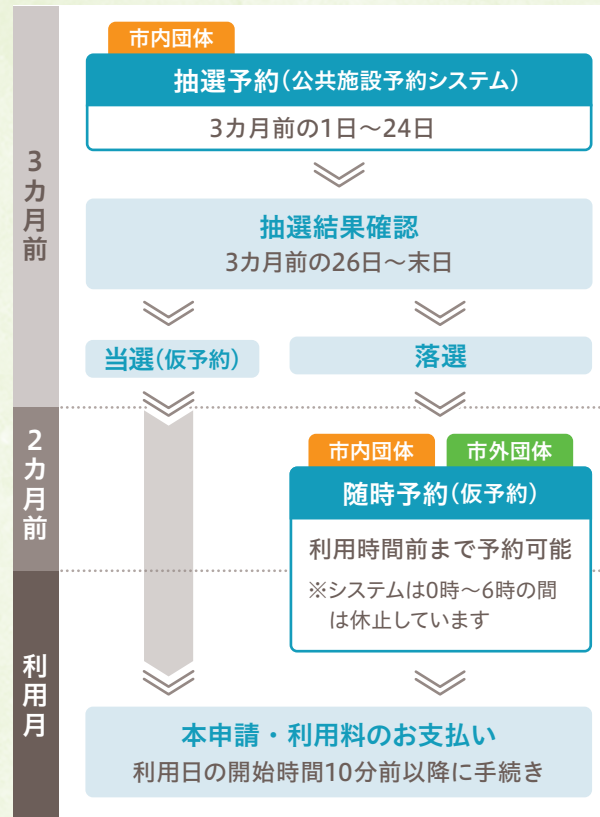 3カ月前
市内団体
抽選予約(公共施設予約システム)
3カ月前の1日〜24日
抽選結果確認
3カ月前の26日〜末日
当選(仮予約)
落選
2カ月前
市内団体
市外団体
随時予約(仮予約)
利用時間前まで予約可能
※システムは0時〜6時の間
は休止しています
利用月
本申請・利用料のお支払い
利用日の開始時間10分前以降に手続き